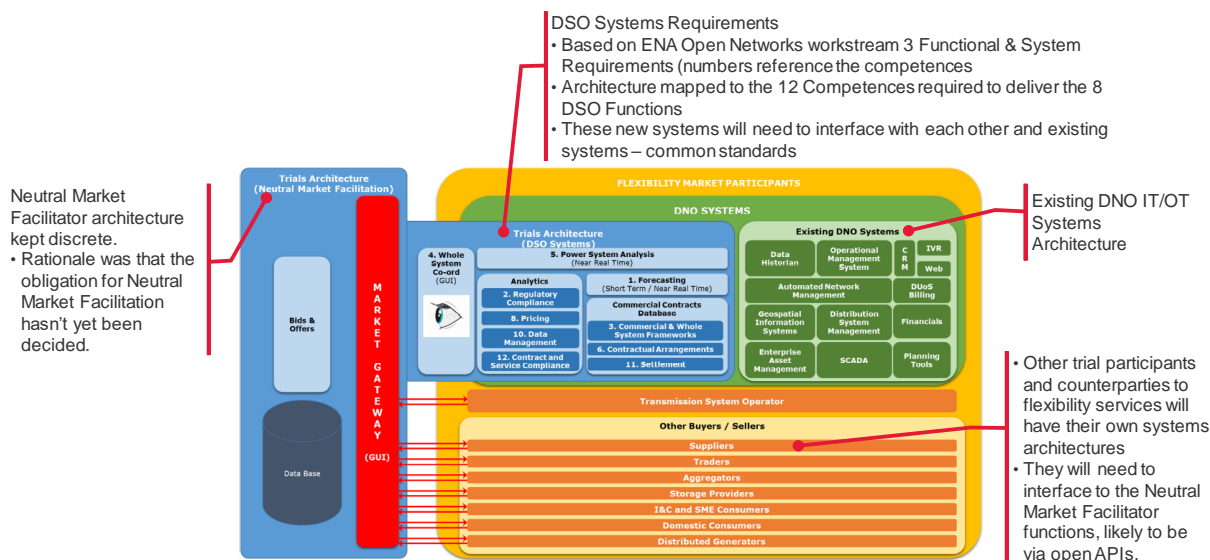 DSO Systems Requirements
• Based on ENA Open Networks workstream 3 Functional & System
Requirements (numbers reference the competences
• Architecture mapped to the 12 Competences required to deliver the 8
DSO Functions
• These new systems will need to interface with each other and existing
systems – common standards
Neutral Market
Facilitator architecture
kept discrete.
• Rationale was that the
obligation for Neutral
Market Facilitation
hasn't yet been
decided.
Trials Architecture
(Neutral Market Facilitation)
Bids &
Offers
Data Base
MARKET GATEWAY
(GUI)
FLEXIBILITY MARKET PARTICIPANTS
DNO SYSTEMS
Trials Architecture
(DSO Systems)
4. Whole
System
Co-ord
(GUI)
5. Power System Analysis
(Near Real Time)
Analytics
2. Regulatory
Compliance
8. Pricing
10. Data
Management
12. Contract and
Service Compliance
1. Forecasting
(Short Term / Near Real Time)
Commercial Contracts
Database
3. Commercial & Whole
System Frameworks
6. Contractual Arrangements
11. Settlement
Existing DNO Systems
Data
Historian
Operational
Management
System
CRM
IVR
Web
Automated Network
Management
DUoS
Billing
Geospatial
Information
Systems
Distribution
System
Management
Financials
Enterprise
Asset
Management
SCADA
Planning
Tools
Transmission System Operator
Other Buyers / Sellers
Suppliers
Traders
Aggregators
Storage Providers
I&C and SME Consumers
Domestic Consumers
Distributed Generators
Existing DNO IT/OT
Systems
Architecture
• Other trial participants
and counterparties to
flexibility services will
have their own systems
architectures
• They will need to
interface to the Neutral
Market Facilitator
functions, likely to be
via open APIs.